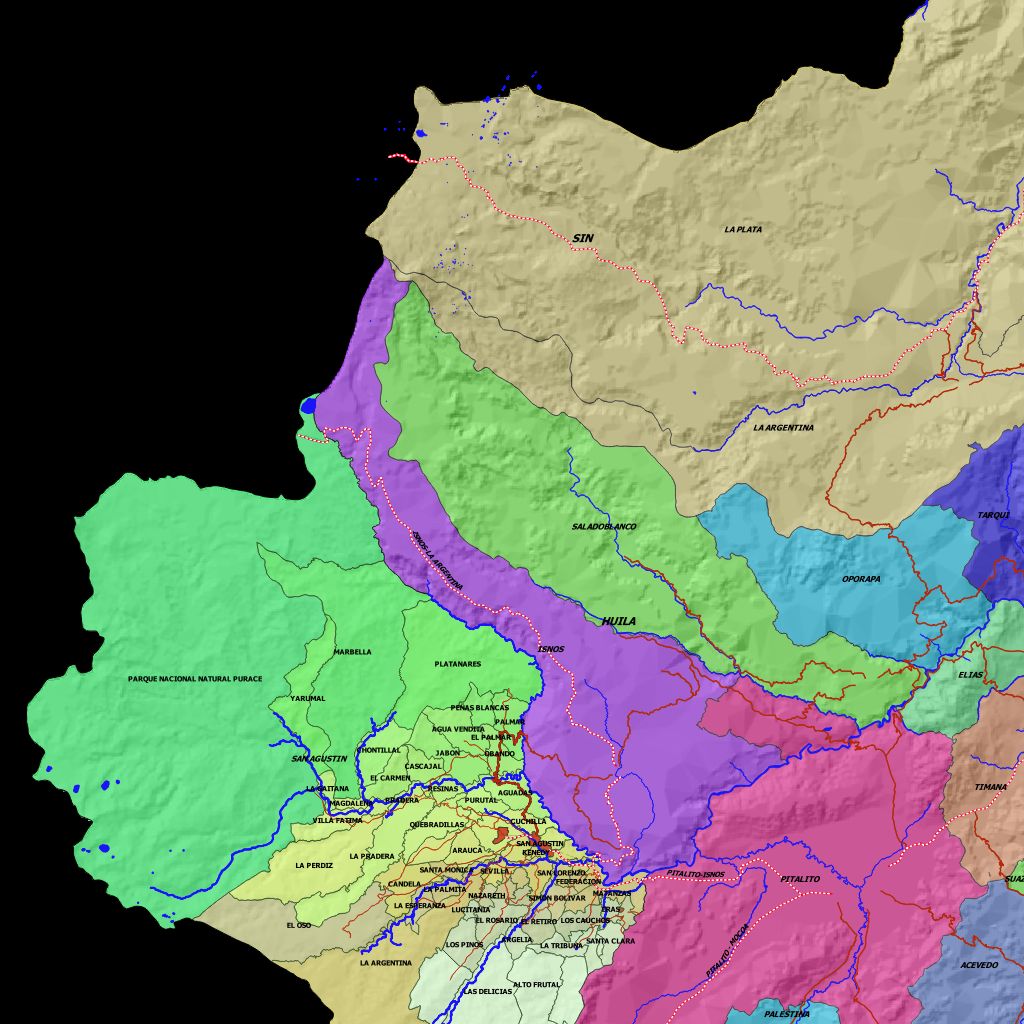 SIN
LA PLATA
LA ARGENTINA
TARQUI
SALADOBLANCO
OPORAPA
ISNOS-LA ARGENTINA
HUILA
ISNOS
MARBELLA
PLATANARES
PARQUE NACIONAL NATURAL PURACE
ELIAS
YARUMAL
PENAS BLANCAS
PALMAR
AGUA VENDITA
EL PALMAR
CHONTILLAL
JABON
OBANDO
SAN AGUSTIN
CASCAJAL
EL CARMEN
TIMANA
LA GAITANA
RESINAS
AGUADAS
MAGDALENA
PRADERA
PURUTAL
VILLA FATIMA
QUEBRADILLAS
CUCHILLA
SAN AGUSTIN
ARAUCA
KENEDY
LA PRADERA
LA PERDIZ
SANTA MONICA
SEVILLA
SAN LORENZO
PITALITO-ISNOS
PITALITO
SUAZ
CANDELA
LA PALMITA
FEDERACION
NAZARETH
SIMON BOLIVAR
MATANZAS
LA ESPERANZA
LUCITANIA
ERAS
EL OSO
EL ROSARIO
EL RETIRO
LOS CAUCHOS
LOS PINOS
ARGELIA
LA TRIBUNA
SANTA CLARA
PITALITO - MOCOA
LA ARGENTINA
ACEVEDO
LAS DELICIAS
ALTO FRUTAL
PALESTINA